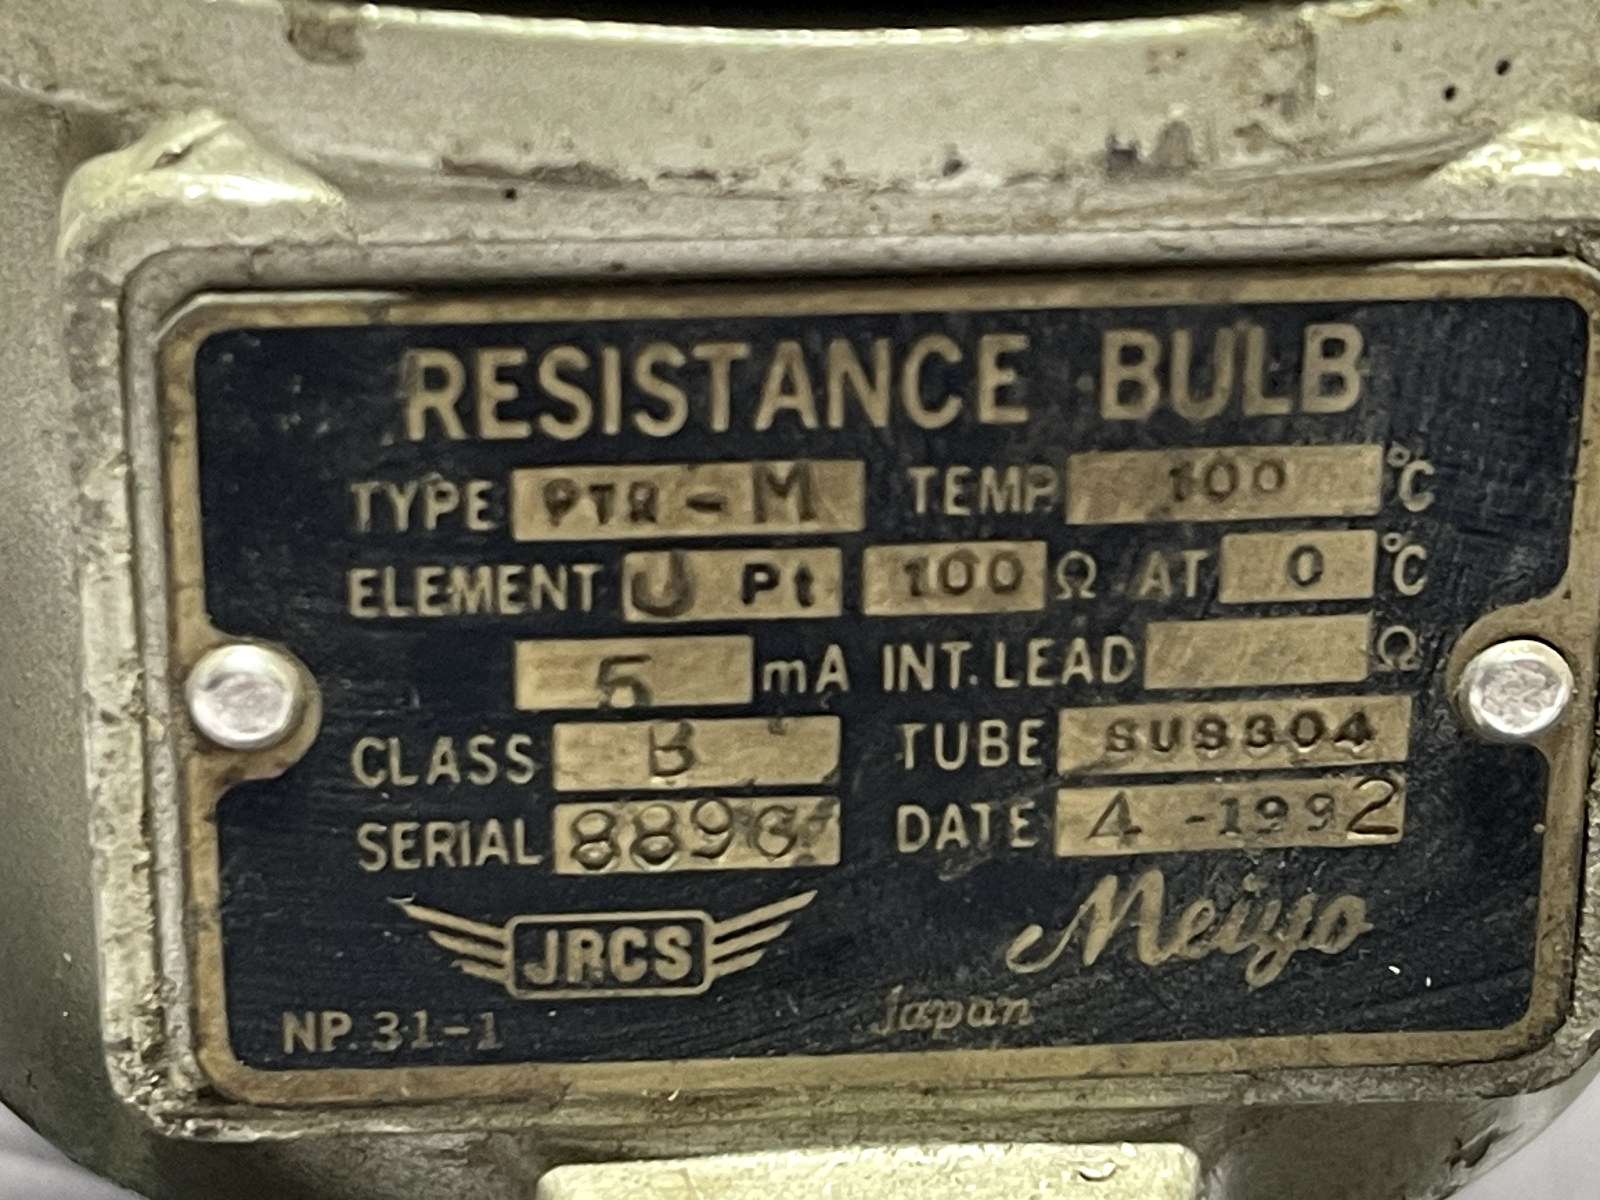 RESISTANCE BULB
TYPE PTR-M TEMP 100 °C
ELEMENT J Pt 100 Ω AT 0 °C
5 mA INT. LEAD Ω
CLASS B TUBE SUS304
SERIAL DATE 4-1992
JRCS Meiyo
NP.31-1 Japan